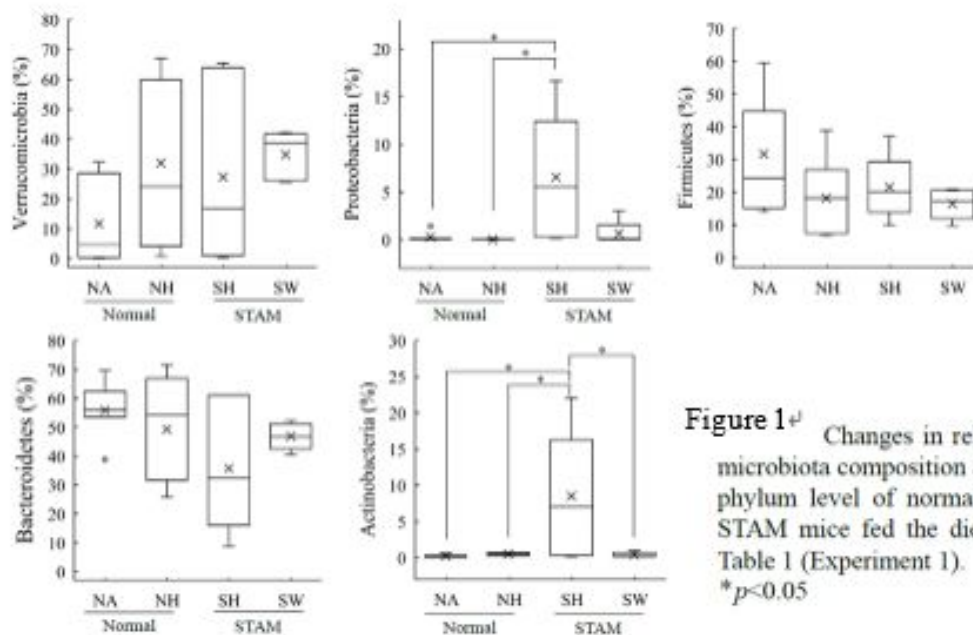 80
70
60
50
40
30
20
10
0
Verrucomicrobia (%)
NA NH SH SW
Normal STAM
20
15
10
5
0
Proteobacteria (%)
* *
NA NH SH SW
Normal STAM
70
60
50
40
30
20
10
0
Firmicutes (%)
NA NH SH SW
80
70
60
50
40
30
20
10
0
Bacteroidetes (%)
NA NH SH SW
Normal STAM
30
25
20
15
10
5
0
Actinobacteria (%)
* * *
NA NH SH SW
Normal STAM
Figure 1↵
Changes in re
microbiota composition
phylum level of norma
STAM mice fed the die
Table 1 (Experiment 1).
*p<0.05